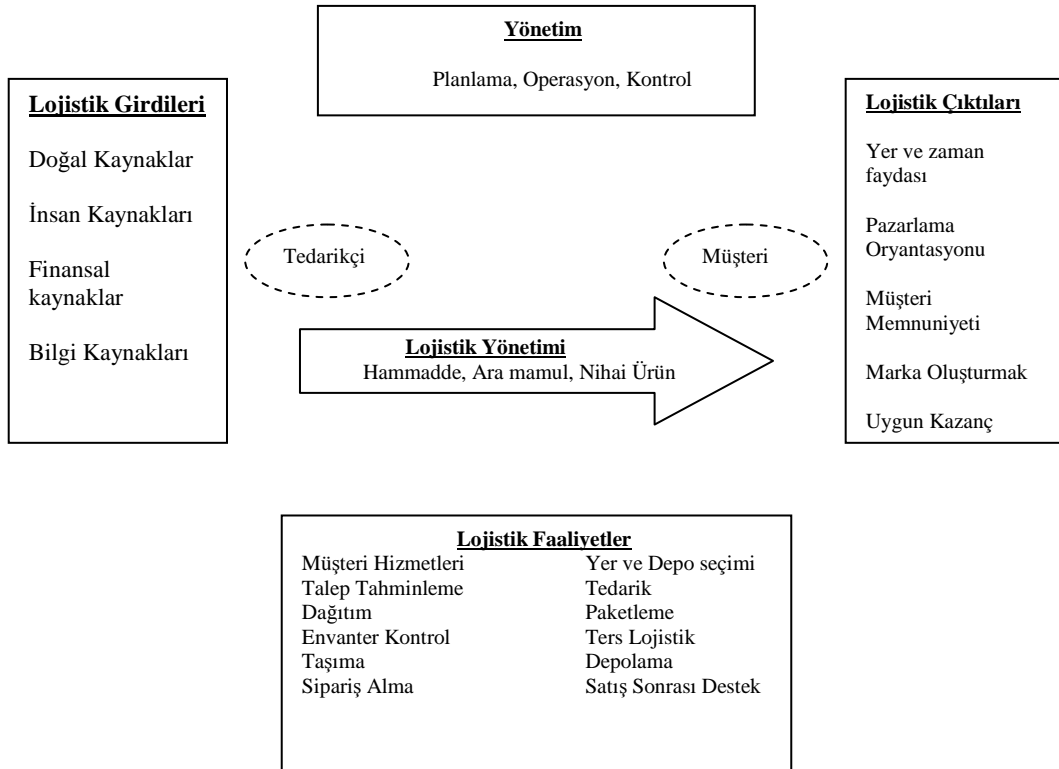 Yönetim
Planlama, Operasyon, Kontrol
Lojistik Girdileri
Doğal Kaynaklar
İnsan Kaynakları
Finansal
kaynaklar
Bilgi Kaynakları
Tedarikçi
Müşteri
Lojistik Yönetimi
Hammadde, Ara mamul, Nihai Ürün
Lojistik Çıktıları
Yer ve zaman
faydası
Pazarlama
Oryantasyonu
Müşteri
Memnuniyeti
Marka Oluşturmak
Uygun Kazanç
Lojistik Faaliyetler
Müşteri Hizmetleri
Talep Tahminleme
Dağıtım
Envanter Kontrol
Taşıma
Sipariş Alma
Yer ve Depo seçimi
Tedarik
Paketleme
Ters Lojistik
Depolama
Satış Sonrası Destek